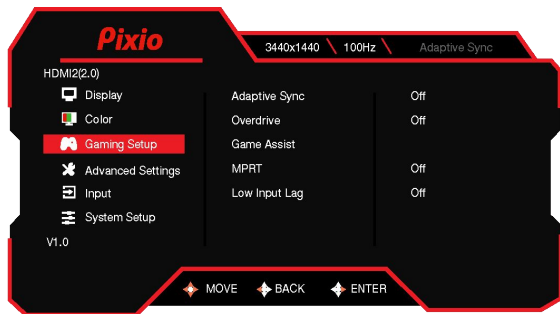 Pixio
3440x1440 \ 100Hz \ Adaptive Sync
HDMI2(2.0)
Display
Color
Gaming Setup
Advanced Settings
Input
System Setup
V1.0
Adaptive Sync Off
Overdrive Off
Game Assist
MPRT Off
Low Input Lag Off
MOVE BACK ENTER